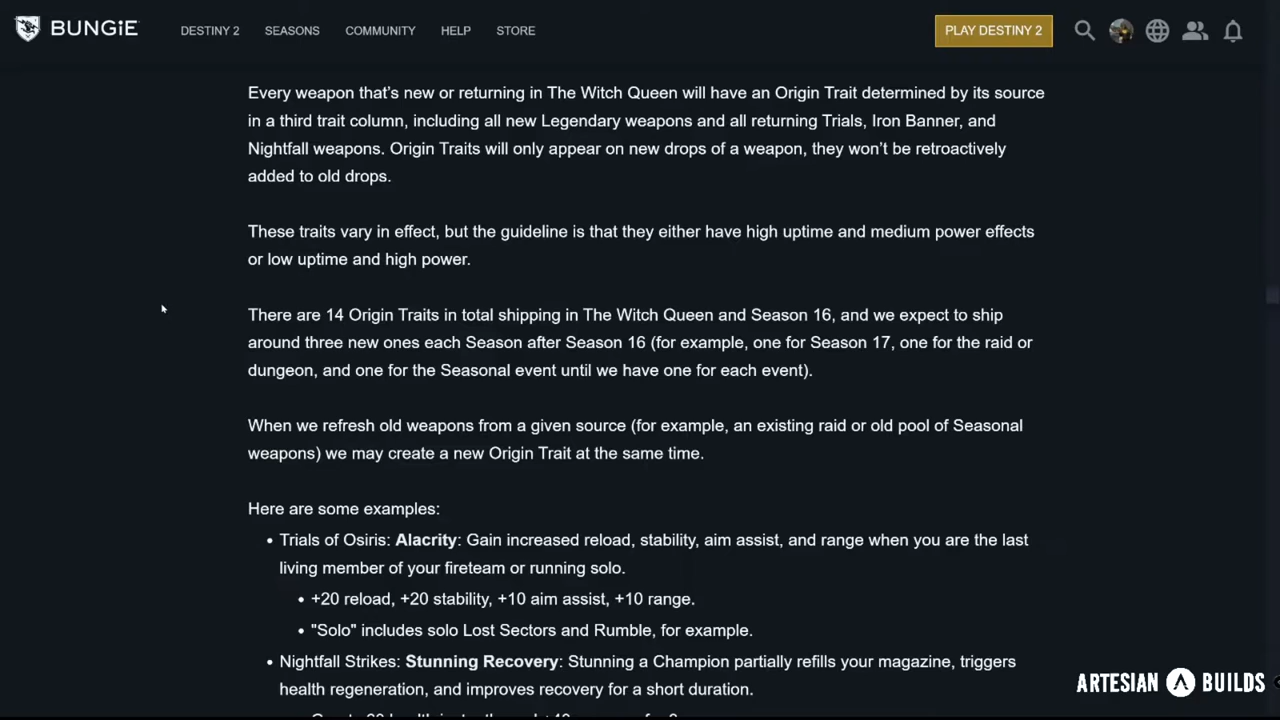 BUNGiE
DESTINY 2 SEASONS COMMUNITY HELP STORE
PLAY DESTINY 2
Every weapon that's new or returning in The Witch Queen will have an Origin Trait determined by its source
in a third trait column, including all new Legendary weapons and all returning Trials, Iron Banner, and
Nightfall weapons. Origin Traits will only appear on new drops of a weapon, they won't be retroactively
added to old drops.
These traits vary in effect, but the guideline is that they either have high uptime and medium power effects
or low uptime and high power.
There are 14 Origin Traits in total shipping in The Witch Queen and Season 16, and we expect to ship
around three new ones each Season after Season 16 (for example, one for Season 17, one for the raid or
dungeon, and one for the Seasonal event until we have one for each event).
When we refresh old weapons from a given source (for example, an existing raid or old pool of Seasonal
weapons) we may create a new Origin Trait at the same time.
Here are some examples:
• Trials of Osiris: Alacrity: Gain increased reload, stability, aim assist, and range when you are the last
living member of your fireteam or running solo.
• +20 reload, +20 stability, +10 aim assist, +10 range.
• "Solo" includes solo Lost Sectors and Rumble, for example.
• Nightfall Strikes: Stunning Recovery: Stunning a Champion partially refills your magazine, triggers
health regeneration, and improves recovery for a short duration.
ARTESIAN BUILDS